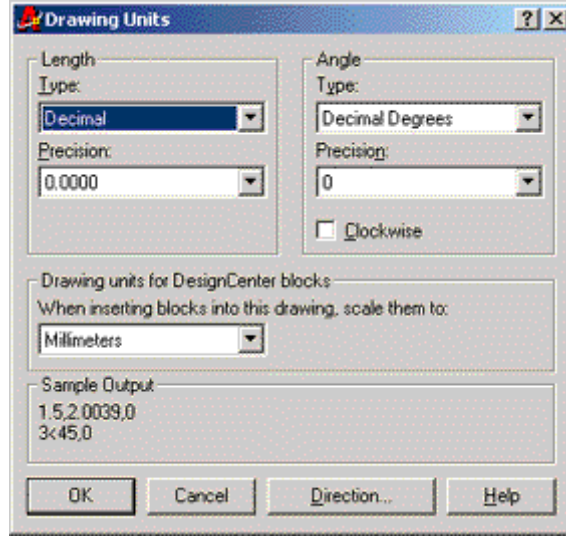 Drawing Units
Length
Type:
Decimal
Precision:
0.0000
Angle
Type:
Decimal Degrees
Precision:
0
Clockwise
Drawing units for DesignCenter blocks
When inserting blocks into this drawing, scale them to:
Millimeters
Sample Output
1.5,2.0039,0
3<45,0
OK Cancel Direction... Help